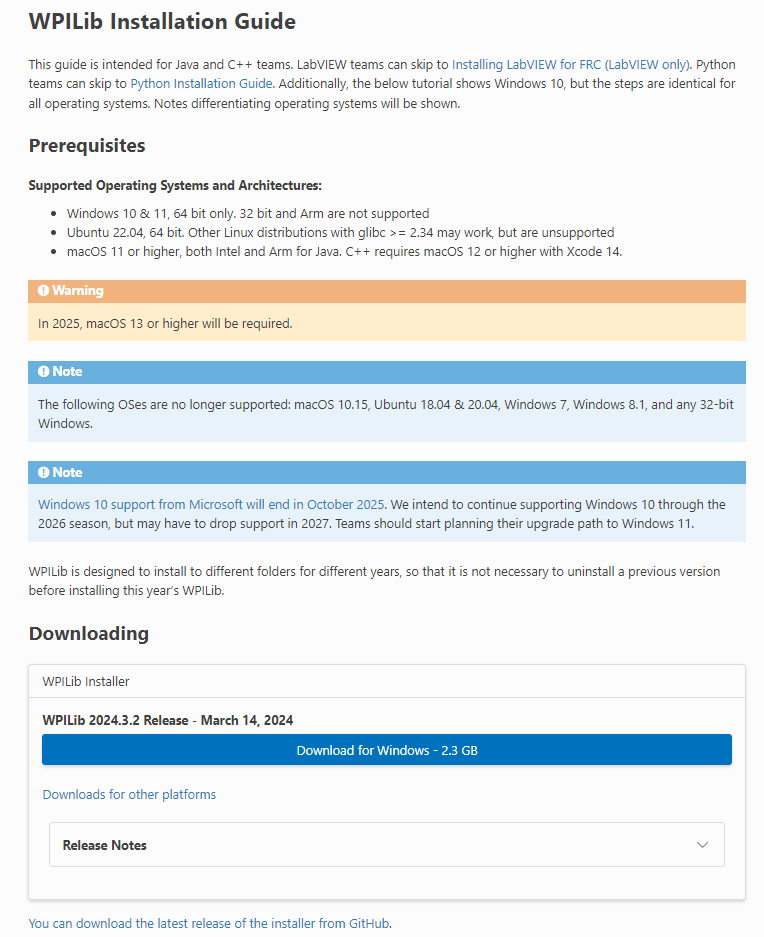 WPILib Installation Guide
This guide is intended for Java and C++ teams. LabVIEW teams can skip to Installing LabVIEW for FRC (LabVIEW only). Python
teams can skip to Python Installation Guide. Additionally, the below tutorial shows Windows 10, but the steps are identical for
all operating systems. Notes differentiating operating systems will be shown.
Prerequisites
Supported Operating Systems and Architectures:
• Windows 10 & 11, 64 bit only. 32 bit and Arm are not supported
• Ubuntu 22.04, 64 bit. Other Linux distributions with glibc >= 2.34 may work, but are unsupported
• macOS 11 or higher, both Intel and Arm for Java. C++ requires macOS 12 or higher with Xcode 14.
Warning
In 2025, macOS 13 or higher will be required.
Note
The following OSes are no longer supported: macOS 10.15, Ubuntu 18.04 & 20.04, Windows 7, Windows 8.1, and any 32-bit
Windows.
Note
Windows 10 support from Microsoft will end in October 2025. We intend to continue supporting Windows 10 through the
2026 season, but may have to drop support in 2027. Teams should start planning their upgrade path to Windows 11.
WPILib is designed to install to different folders for different years, so that it is not necessary to uninstall a previous version
before installing this year’s WPILib.
Downloading
WPILib Installer
WPILib 2024.3.2 Release - March 14, 2024
Download for Windows - 2.3 GB
Downloads for other platforms
Release Notes
You can download the latest release of the installer from GitHub.